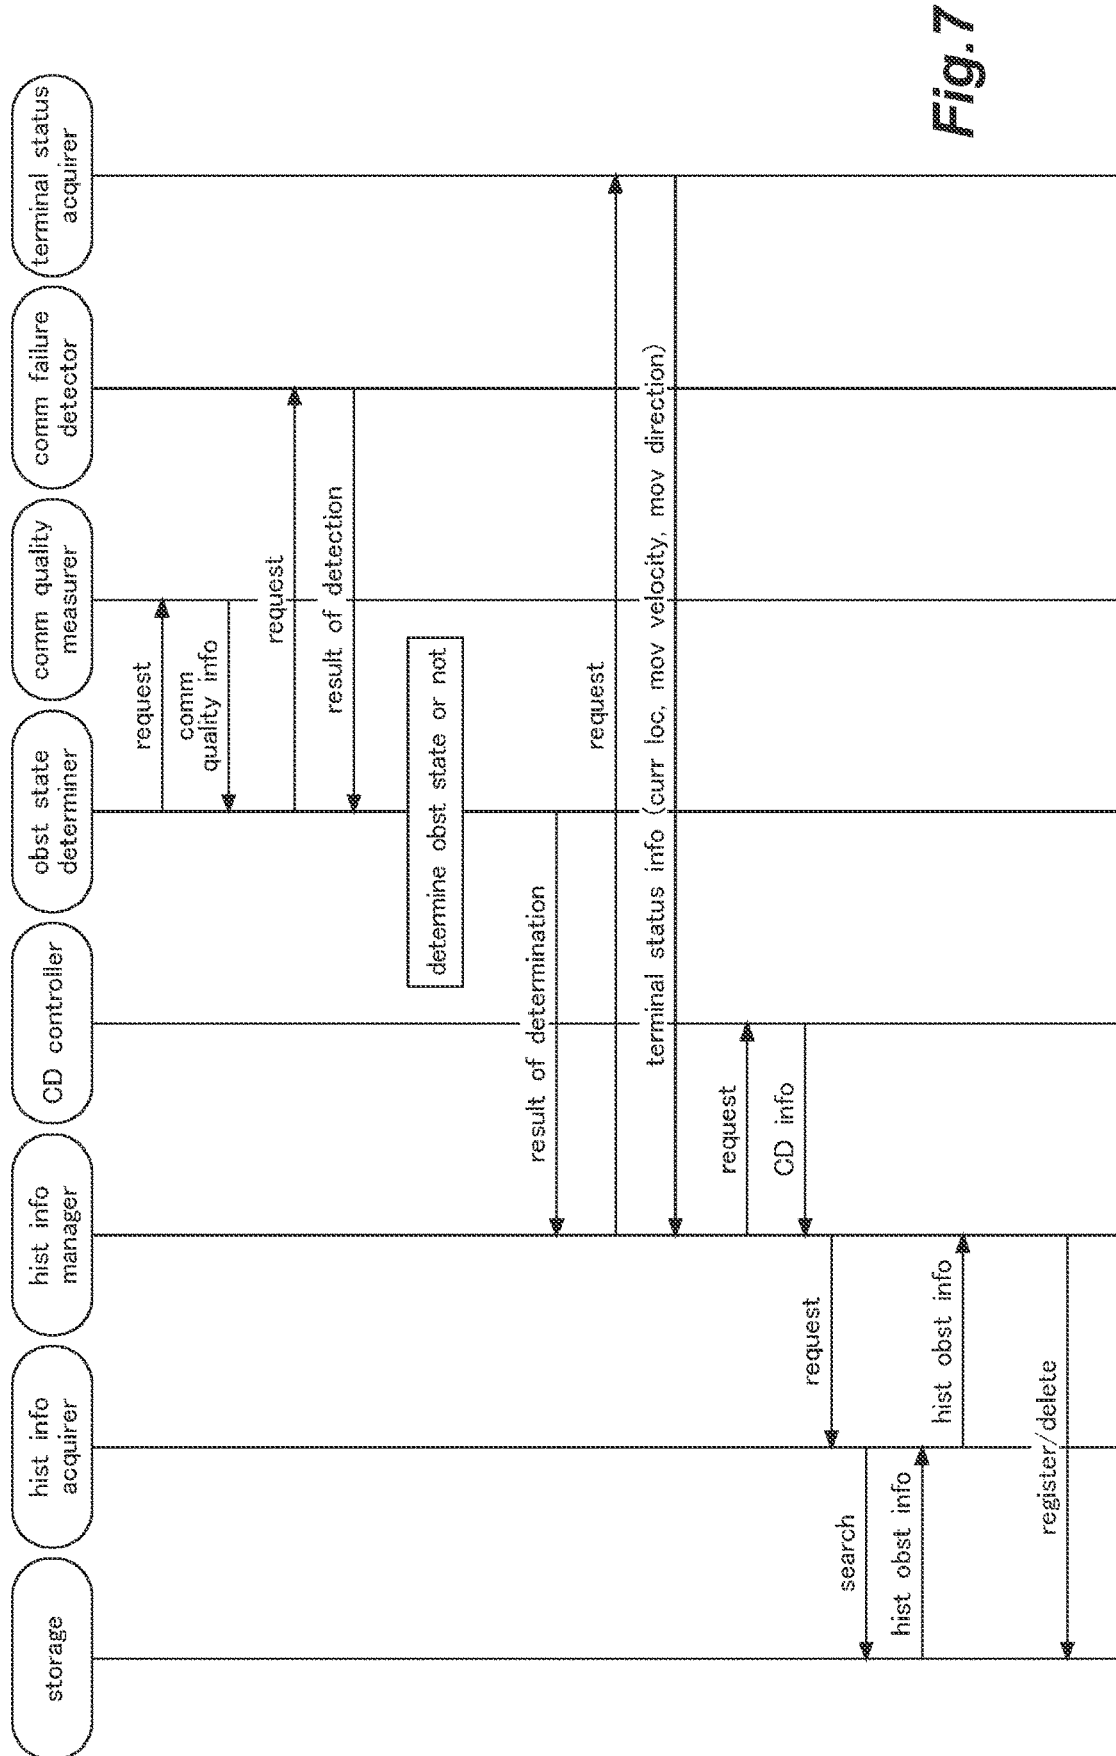 storage
hist info
acquirer
hist info
manager
CD controller
obst state
determiner
comm quality
measurer
comm failure
detector
terminal status
acquirer
request
comm
quality info
request
result of detection
determine obst state or not
result of determination
request
terminal status info (curr loc, mov velocity, mov direction)
request
CD info
request
search
hist obst info
hist obst info
register/delete
Fig.7